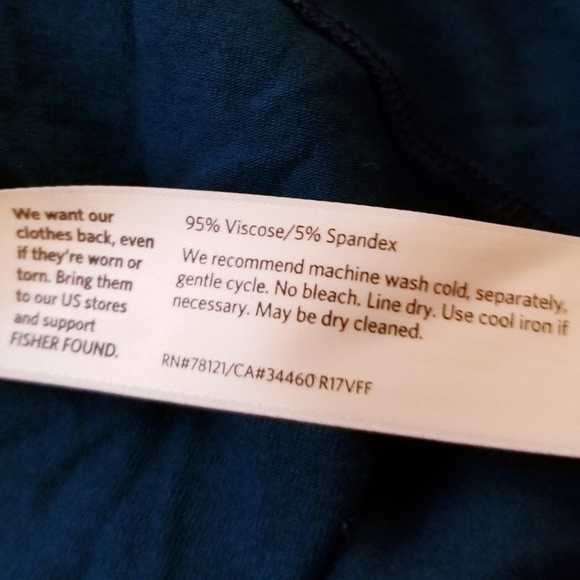 We want our
clothes back, even
if they're worn or
torn. Bring them
to our US stores
and support
FISHER FOUND.
95% Viscose/5% Spandex
We recommend machine wash cold, separately,
gentle cycle. No bleach. Line dry. Use cool iron if
necessary. May be dry cleaned.
RN#78121/CA#34460 R17VFF